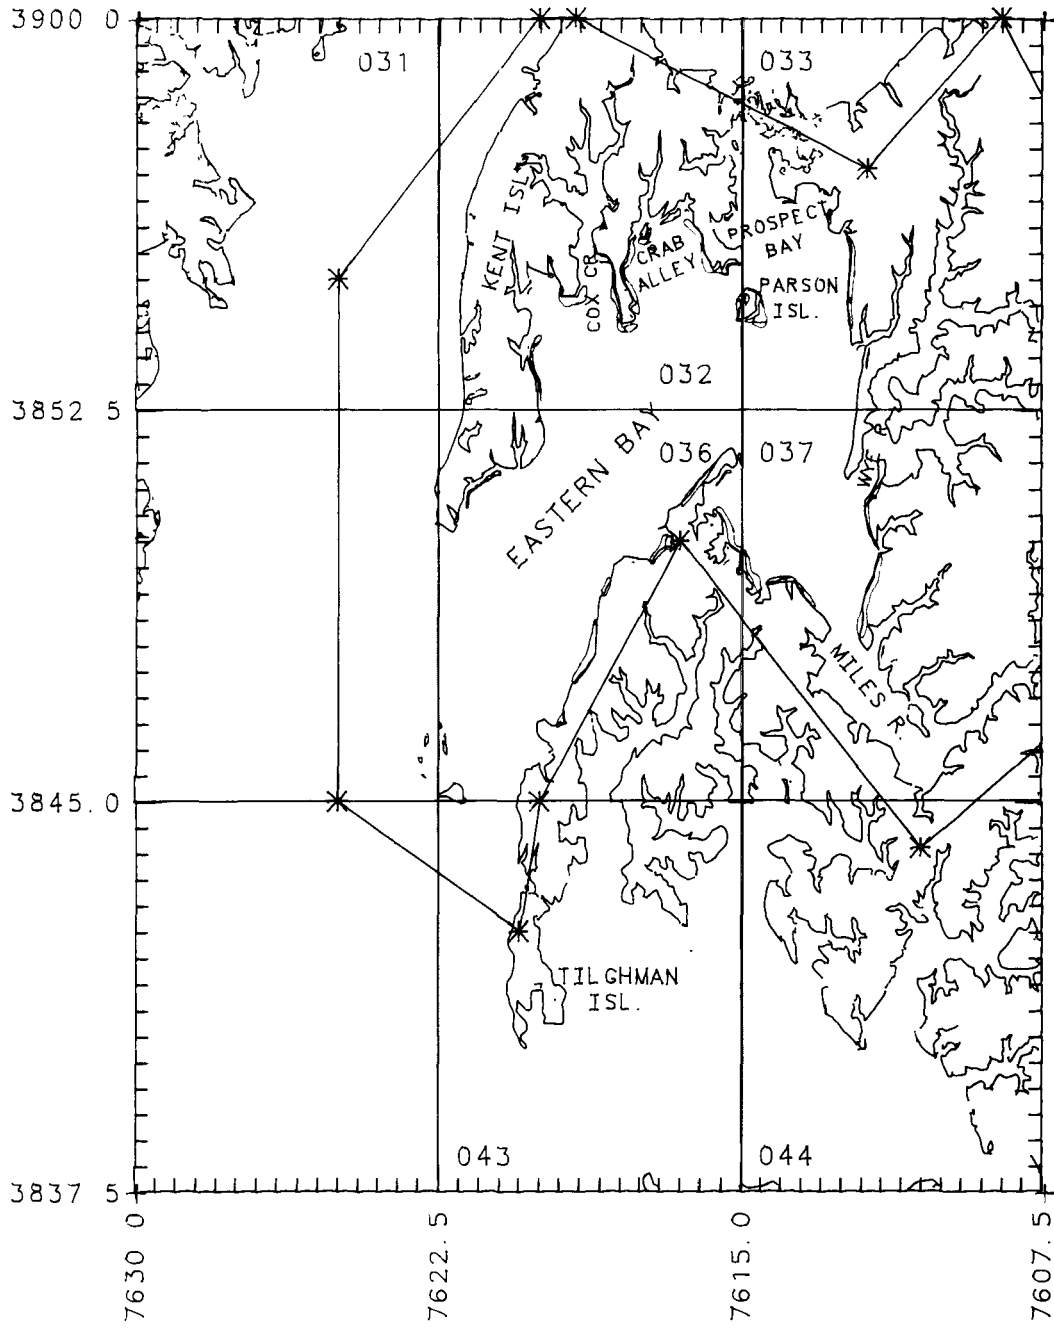 3900 0
031
033
KENT ISL
COX CR
CRAB
ALLEY
PROSPECT
BAY
PARSON
ISL.
032
3852 5
EASTERN BAY
036
037
WYE R
MILES R.
3845.0
TILGHMAN
ISL.
043
044
3837 5
7630 0
7622.5
7615.0
7607.5